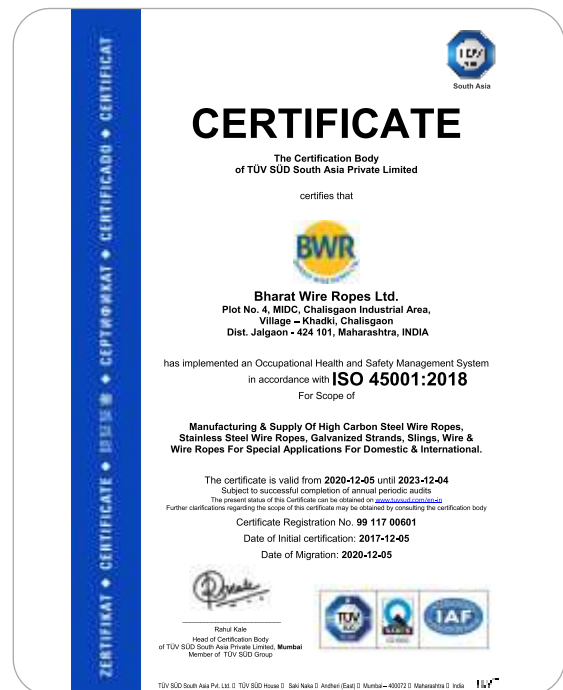 TÜV
South Asia
CERTIFICATE
The Certification Body
of TÜV SÜD South Asia Private Limited
certifies that
BWR
Bharat Wire Ropes Ltd.
Plot No. 4, MIDC, Chalisgaon Industrial Area,
Village – Khadki, Chalisgaon
Dist. Jalgaon - 424 101, Maharashtra, INDIA
has implemented an Occupational Health and Safety Management System
in accordance with ISO 45001:2018
For Scope of
Manufacturing & Supply Of High Carbon Steel Wire Ropes,
Stainless Steel Wire Ropes, Galvanized Strands, Slings, Wire &
Wire Ropes For Special Applications For Domestic & International.
The certificate is valid from 2020-12-05 until 2023-12-04
Subject to successful completion of annual periodic audits
The present status of this Certificate can be obtained on www.tuvsud.com/en-in
Further clarifications regarding the scope of this certificate may be obtained by consulting the certification body
Certificate Registration No. 99 117 00601
Date of Initial certification: 2017-12-05
Date of Migration: 2020-12-05
Rahul Kale
Head of Certification Body
of TÜV SÜD South Asia Private Limited, Mumbai
Member of TÜV SÜD Group
TÜV
IAF
TÜV SÜD South Asia Pvt. Ltd. ▯ TÜV SÜD House ▯ Saki Naka ▯ Andheri (East) ▯ Mumbai – 400072 ▯ Maharashtra ▯ India
ZERTIFIKAT ◆ CERTIFICATE ◆ ◆ СЕРТИФИКАТ ◆ CERTIFICADO ◆ CERTIFICAT